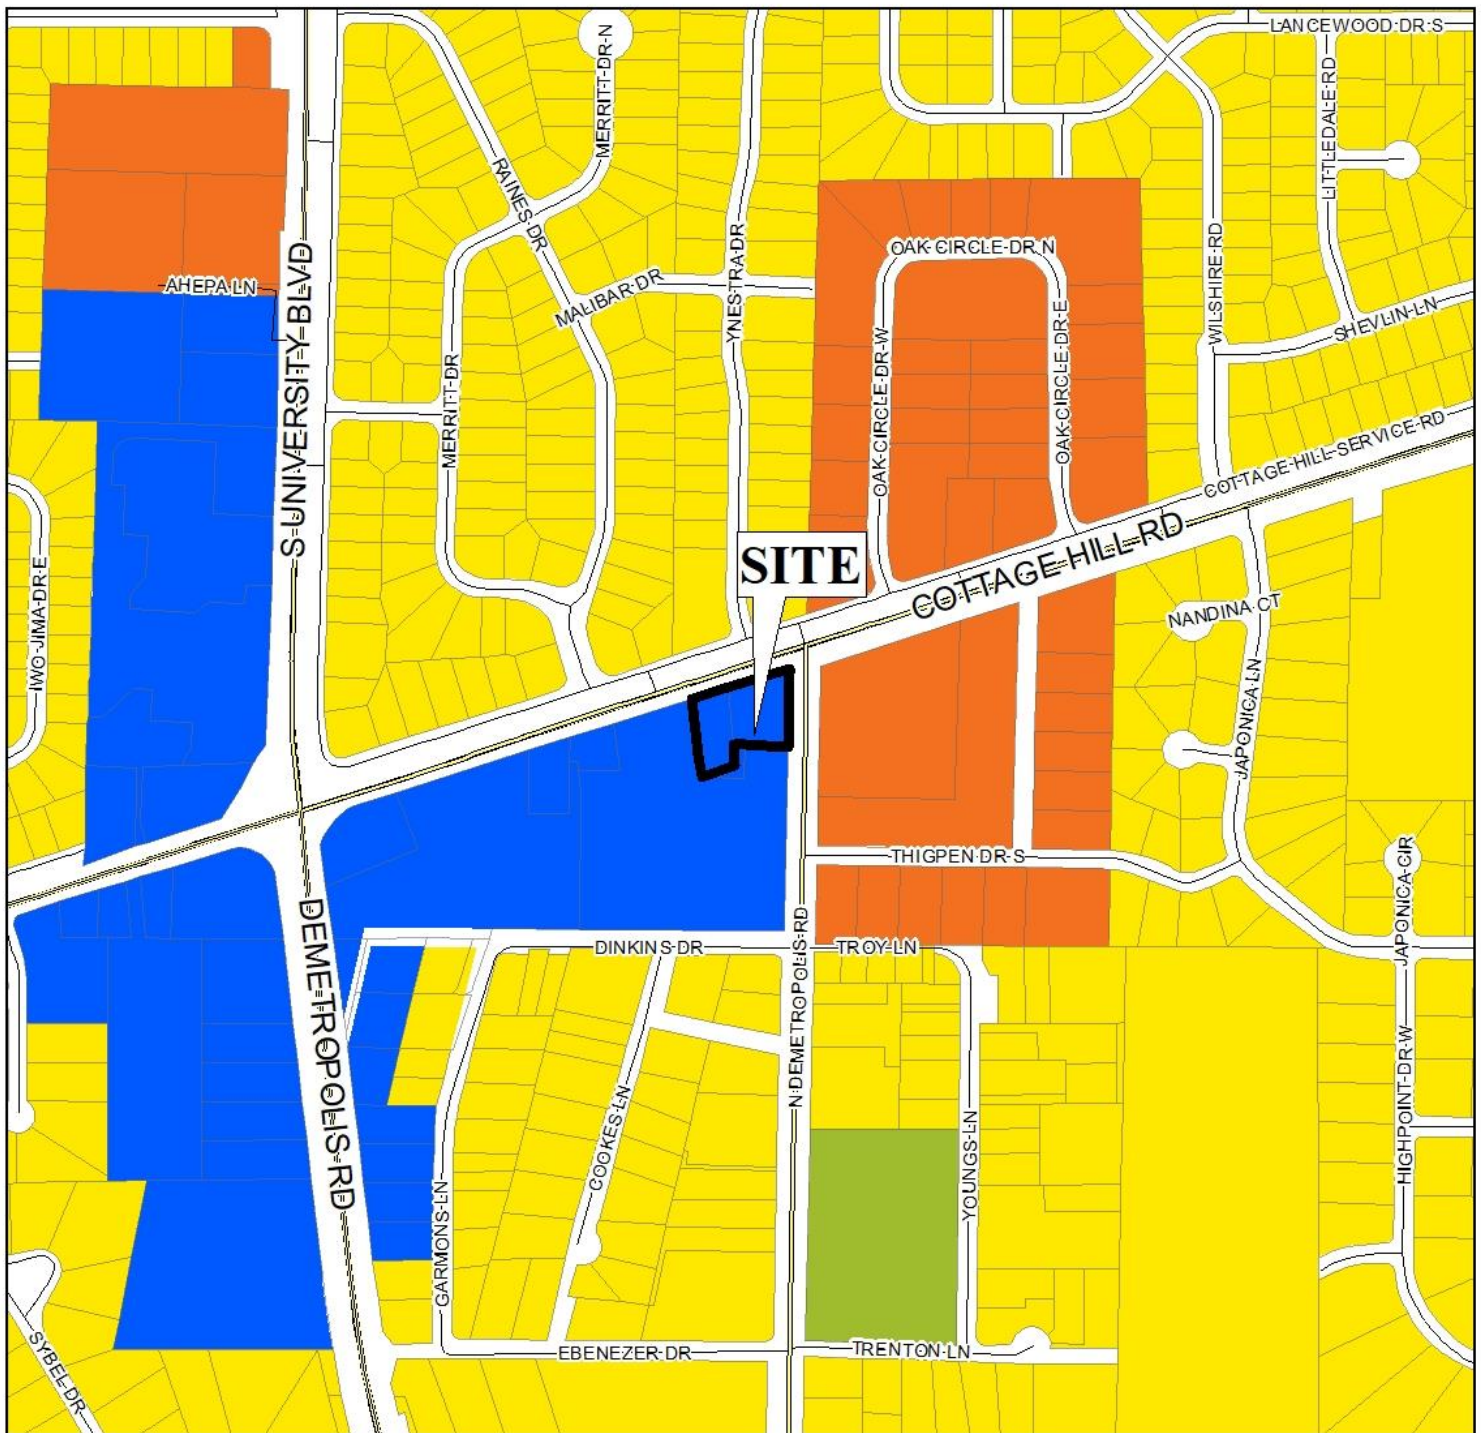 LANCEWOOD DR S
MERRITT DR N
LITTLEDALE RD
RAINES DR
WILSHIRE RD
S UNIVERSITY BLVD
OAK CIRCLE DR N
AHEPA LN
MALIBAR DR
YNESTRA DR
SHEVLIN LN
OAK CIRCLE DR W
OAK CIRCLE DR E
MERRITT DR
COTTAGE HILL SERVICE RD
SITE
COTTAGE HILL RD
IWO JIMA DR E
NANDINA CT
JAPONICA LN
THIGPEN DR S
JAPONICA CIR
DEMETROPOLIS RD
DINKINS DR
N DEMETROPOLIS RD
TROY LN
HIGHPOINT DR W
COOKES LN
YOUNGS LN
GARMONS LN
SYBEL DR
EBENEZER DR
TRENTON LN